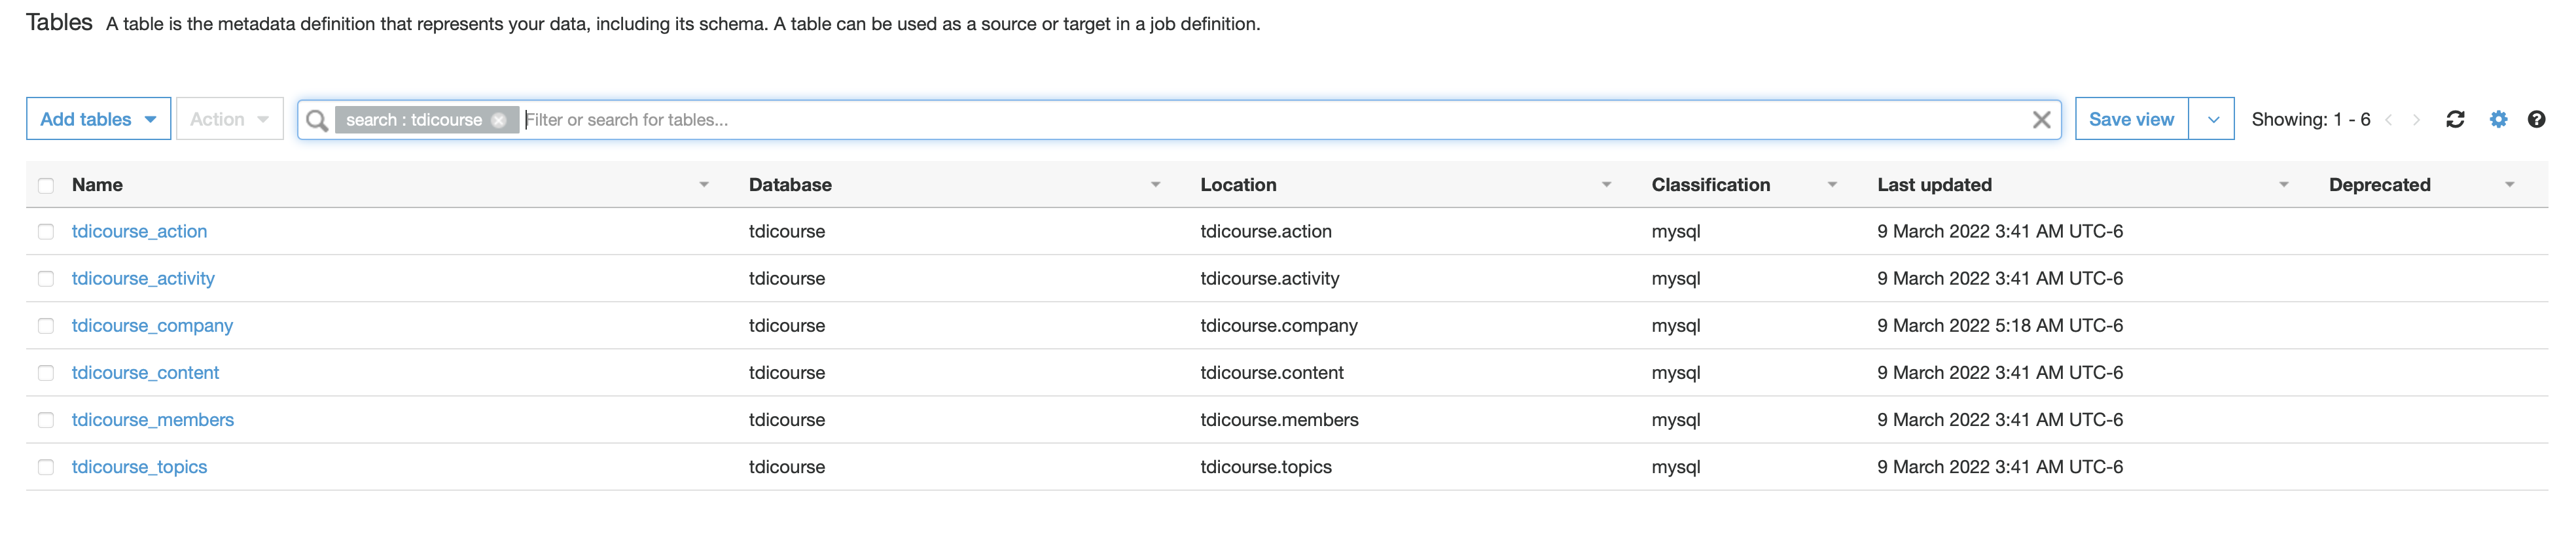 Tables A table is the metadata definition that represents your data, including its schema. A table can be used as a source or target in a job definition.
Add tables Action search : tdicourse Filter or search for tables... Save view Showing: 1 - 6
Name Database Location Classification Last updated Deprecated
tdicourse_action tdicourse tdicourse.action mysql 9 March 2022 3:41 AM UTC-6
tdicourse_activity tdicourse tdicourse.activity mysql 9 March 2022 3:41 AM UTC-6
tdicourse_company tdicourse tdicourse.company mysql 9 March 2022 5:18 AM UTC-6
tdicourse_content tdicourse tdicourse.content mysql 9 March 2022 3:41 AM UTC-6
tdicourse_members tdicourse tdicourse.members mysql 9 March 2022 3:41 AM UTC-6
tdicourse_topics tdicourse tdicourse.topics mysql 9 March 2022 3:41 AM UTC-6